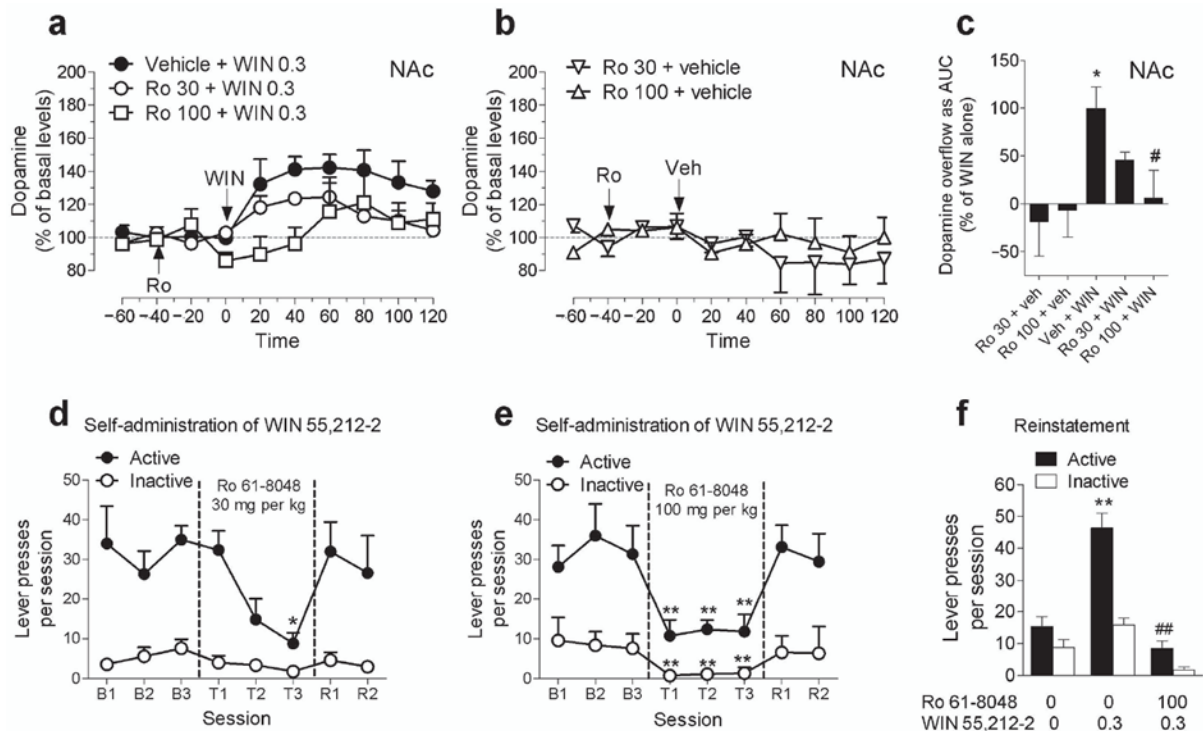 a
Vehicle + WIN 0.3
Ro 30 + WIN 0.3
Ro 100 + WIN 0.3
NAc
Dopamine
(% of basal levels)
200
180
160
140
120
100
80
WIN
Ro
−60 −40 −20 0 20 40 60 80 100 120
Time
b
Ro 30 + vehicle
Ro 100 + vehicle
NAc
Dopamine
(% of basal levels)
200
180
160
140
120
100
80
Ro
Veh
−60 −40 −20 0 20 40 60 80 100 120
Time
c
NAc
Dopamine overflow as AUC
(% of WIN alone)
150
100
50
0
−50
*
#
Ro 30 + veh
Ro 100 + veh
Veh + WIN
Ro 30 + WIN
Ro 100 + WIN
d
Self-administration of WIN 55,212-2
Active
Inactive
Ro 61-8048
30 mg per kg
Lever presses
per session
50
40
30
20
10
0
*
B1 B2 B3 T1 T2 T3 R1 R2
Session
e
Self-administration of WIN 55,212-2
Active
Inactive
Ro 61-8048
100 mg per kg
Lever presses
per session
50
40
30
20
10
0
** ** **
** ** **
B1 B2 B3 T1 T2 T3 R1 R2
Session
f
Reinstatement
Active
Inactive
Lever presses
per session
60
50
40
30
20
10
0
**
##
Ro 61-8048 0 0 100
WIN 55,212-2 0 0.3 0.3